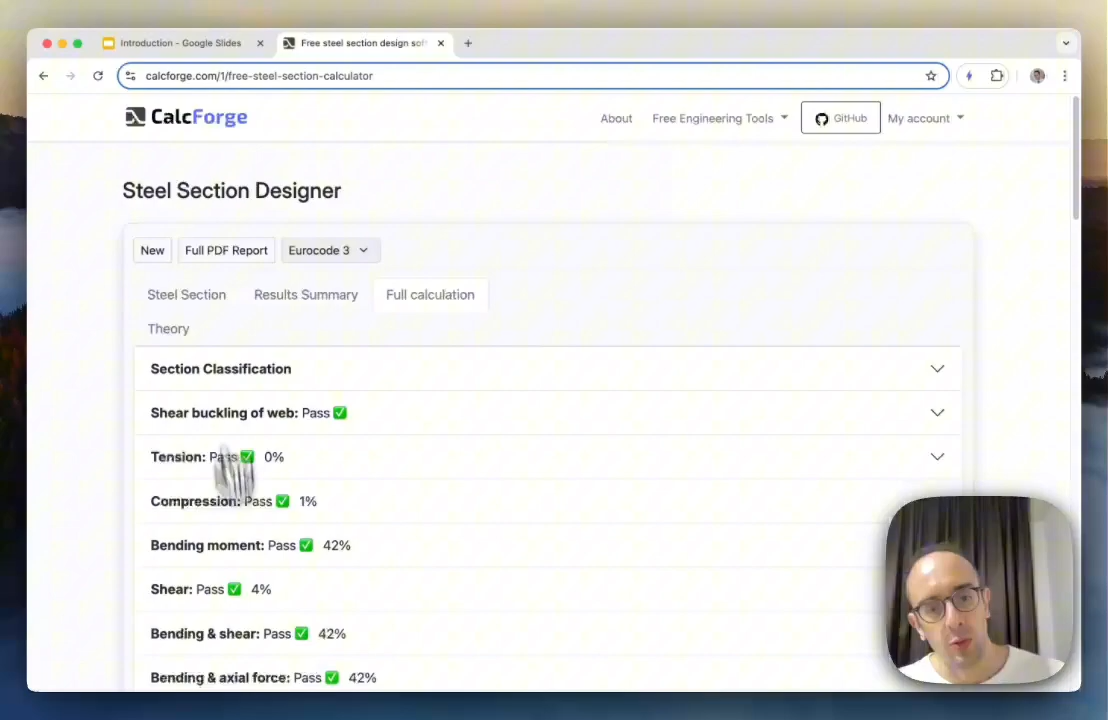 Introduction - Google Slides
Free steel section design sof
calcforge.com/1/free-steel-section-calculator
CalcForge
About
Free Engineering Tools
GitHub
My account
Steel Section Designer
New
Full PDF Report
Eurocode 3
Steel Section
Results Summary
Full calculation
Theory
Section Classification
Shear buckling of web: Pass ✅
Tension: Pass ✅ 0%
Compression: Pass ✅ 1%
Bending moment: Pass ✅ 42%
Shear: Pass ✅ 4%
Bending & shear: Pass ✅ 42%
Bending & axial force: Pass ✅ 42%